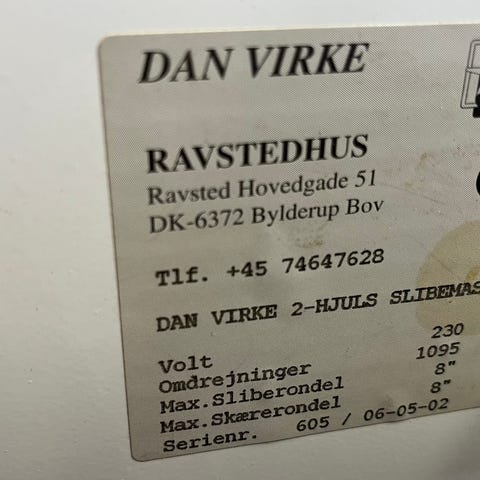 DAN VIRKE
RAVSTEDHUS
Ravsted Hovedgade 51
DK-6372 Bylderup Bov
Tlf. +45 74647628
DAN VIRKE 2-HJULS SLIBEMAS
Volt 230
Omdrejninger 1095
Max.Sliberondel 8"
Max.Skærerondel 8"
Serienr. 605 / 06-05-02